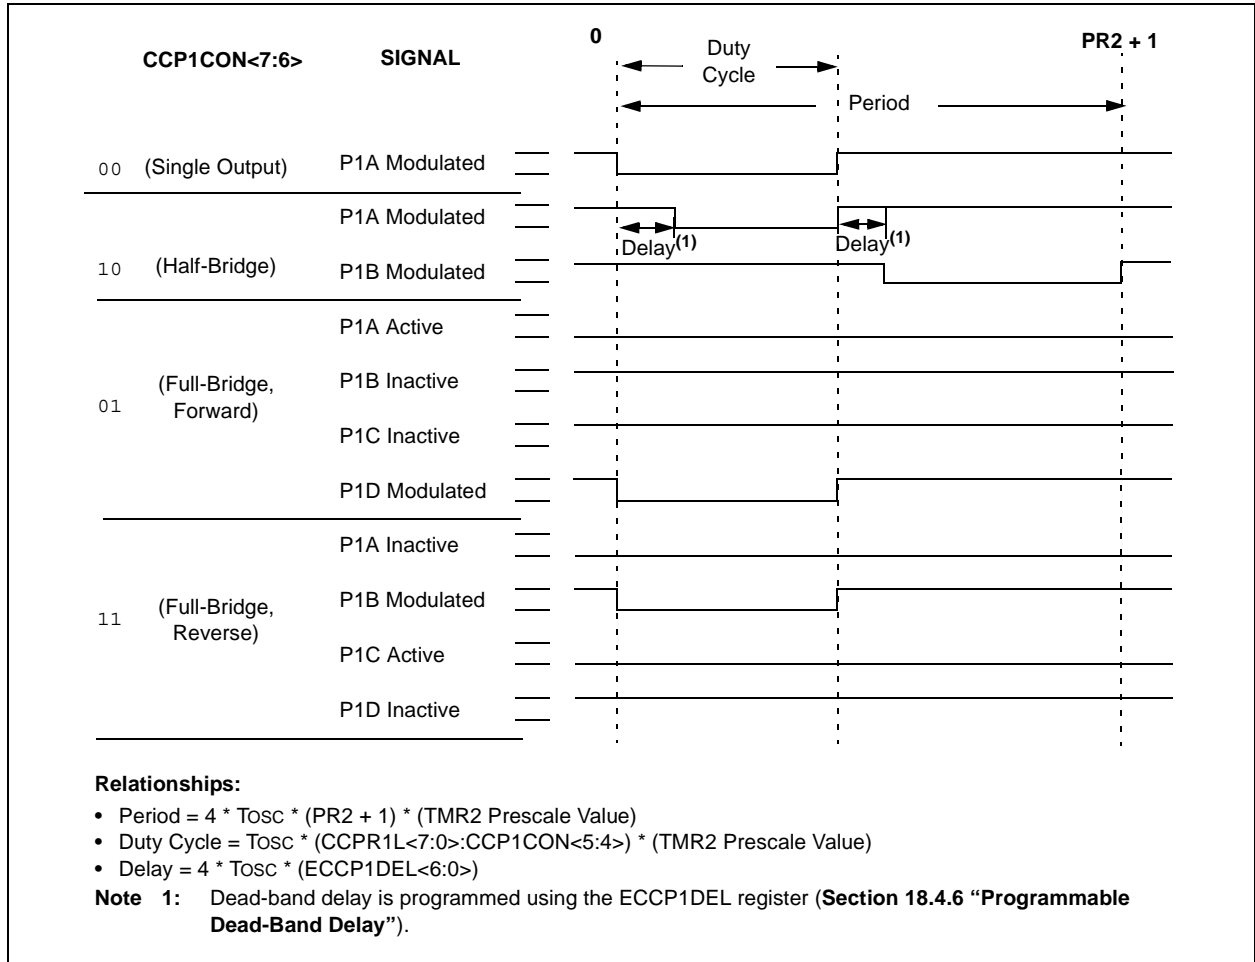 CCP1CON<7:6> SIGNAL 0 PR2 + 1
Duty
Cycle
Period
00 (Single Output) P1A Modulated
P1A Modulated
Delay(1) Delay(1)
10 (Half-Bridge) P1B Modulated
P1A Active
(Full-Bridge,
Forward)
01
P1B Inactive
P1C Inactive
P1D Modulated
P1A Inactive
(Full-Bridge,
Reverse)
11
P1B Modulated
P1C Active
P1D Inactive
Relationships:
• Period = 4 * TOSC * (PR2 + 1) * (TMR2 Prescale Value)
• Duty Cycle = TOSC * (CCPR1L<7:0>:CCP1CON<5:4>) * (TMR2 Prescale Value)
• Delay = 4 * TOSC * (ECCP1DEL<6:0>)
Note 1: Dead-band delay is programmed using the ECCP1DEL register (Section 18.4.6 “Programmable
Dead-Band Delay”).